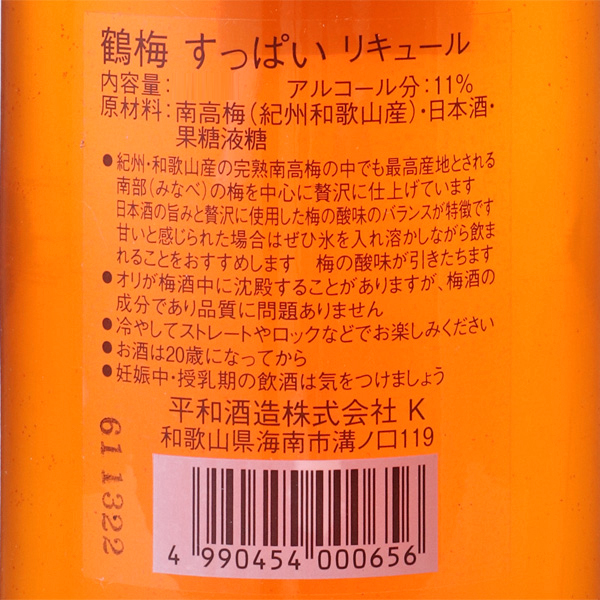 鶴梅 すっぱい リキュール
内容量： アルコール分：11%
原材料：南高梅（紀州和歌山産）・日本酒・
果糖液糖
●紀州・和歌山産の完熟南高梅の中でも最高産地とされる
南部（みなべ）の梅を中心に贅沢に仕上げています
日本酒の旨みと贅沢に使用した梅の酸味のバランスが特徴です
甘いと感じられた場合はぜひ氷を入れ溶かしながら飲ま
れることをおすすめします 梅の酸味が引きたちます
●オリが梅酒中に沈殿することがありますが、梅酒の
成分であり品質に問題ありません
●冷やしてストレートやロックなどでお楽しみください
●お酒は20歳になってから
●妊娠中・授乳期の飲酒は気をつけましょう
平和酒造株式会社 K
和歌山県海南市溝ノ口119
61 1322
4 990454 000656